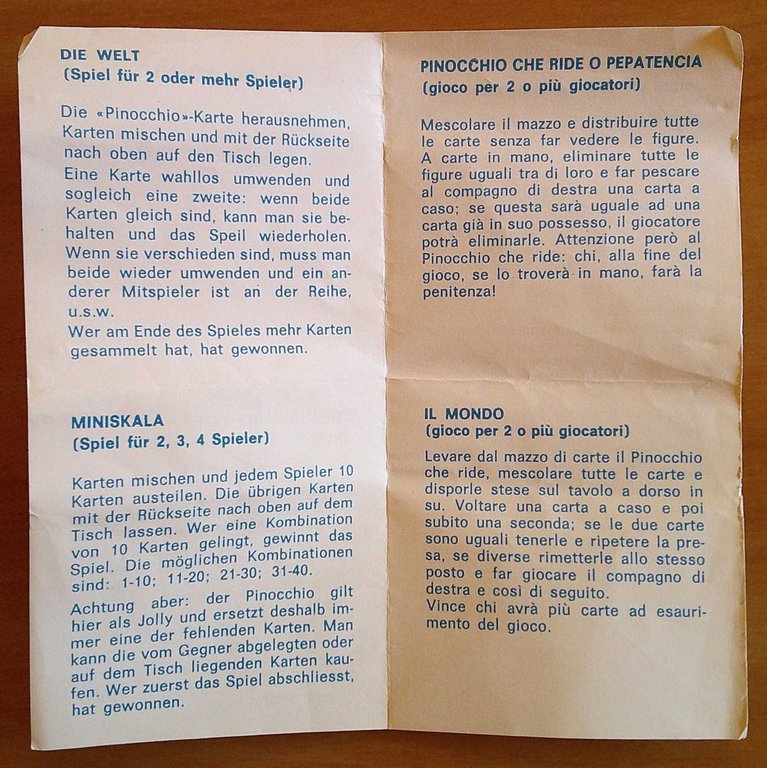 DIE WELT
(Spiel für 2 oder mehr Spieler)
Die «Pinocchio»-Karte herausnehmen,
Karten mischen und mit der Rückseite
nach oben auf den Tisch legen.
Eine Karte wahllos umwenden und
sogleich eine zweite: wenn beide
Karten gleich sind, kann man sie be-
halten und das Speil wiederholen.
Wenn sie verschieden sind, muss man
beide wieder umwenden und ein an-
derer Mitspieler ist an der Reihe,
u.s.w.
Wer am Ende des Spieles mehr Karten
gesammelt hat, hat gewonnen.
MINISKALA
(Spiel für 2, 3, 4 Spieler)
Karten mischen und jedem Spieler 10
Karten austeilen. Die übrigen Karten
mit der Rückseite nach oben auf dem
Tisch lassen. Wer eine Kombination
von 10 Karten gelingt, gewinnt das
Spiel. Die möglichen Kombinationen
sind: 1-10; 11-20; 21-30; 31-40.
Achtung aber: der Pinocchio gilt
hier als Jolly und ersetzt deshalb im-
mer eine der fehlenden Karten. Man
kann die vom Gegner abgelegten oder
auf dem Tisch liegenden Karten kau-
fen. Wer zuerst das Spiel abschliesst,
hat gewonnen.
PINOCCHIO CHE RIDE O PEPATENCIA
(gioco per 2 o più giocatori)
Mescolare il mazzo e distribuire tutte
le carte senza far vedere le figure.
A carte in mano, eliminare tutte le
figure uguali tra di loro e far pescare
al compagno di destra una carta a
caso; se questa sarà uguale ad una
carta già in suo possesso, il giocatore
potrà eliminarle. Attenzione però al
Pinocchio che ride: chi, alla fine del
gioco, se lo troverà in mano, farà la
penitenza!
IL MONDO
(gioco per 2 o più giocatori)
Levare dal mazzo di carte il Pinocchio
che ride, mescolare tutte le carte e
disporle stese sul tavolo a dorso in
su. Voltare una carta a caso e poi
subito una seconda; se le due carte
sono uguali tenerle e ripetere la pre-
sa, se diverse rimetterle allo stesso
posto e far giocare il compagno di
destra e così di seguito.
Vince chi avrà più carte ad esauri-
mento del gioco.